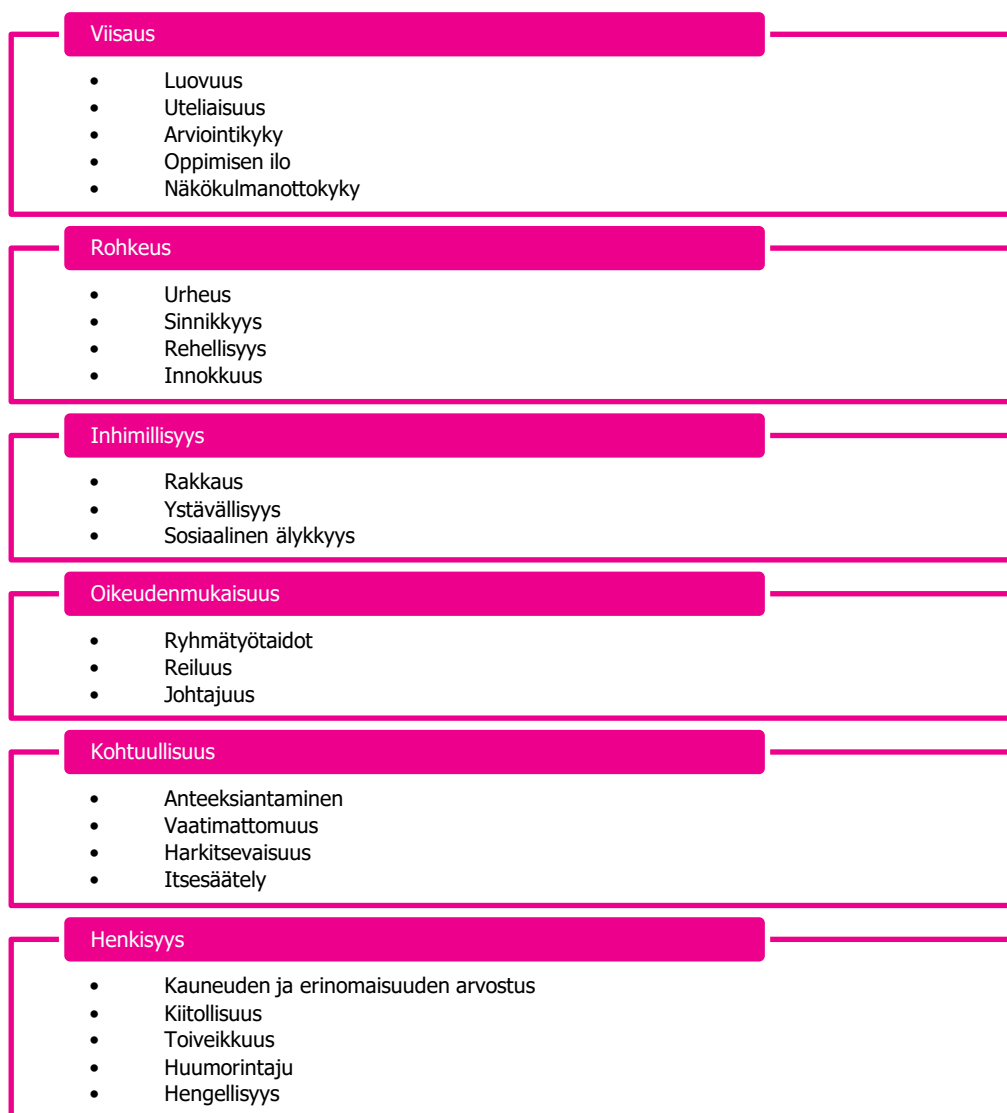 Viisaus
• Luovuus
• Uteliaisuus
• Arviointikyky
• Oppimisen ilo
• Näkökulmanottokyky
Rohkeus
• Urheus
• Sinnikkyys
• Rehellisyys
• Innokkuus
Inhimillisyys
• Rakkaus
• Ystävällisyys
• Sosiaalinen älykkyys
Oikeudenmukaisuus
• Ryhmätyötaidot
• Reiluus
• Johtajuus
Kohtuullisuus
• Anteeksiantaminen
• Vaatimattomuus
• Harkitsevaisuus
• Itsesäätely
Henkisyys
• Kauneuden ja erinomaisuuden arvostus
• Kiitollisuus
• Toiveikkuus
• Huumorintaju
• Hengellisyys